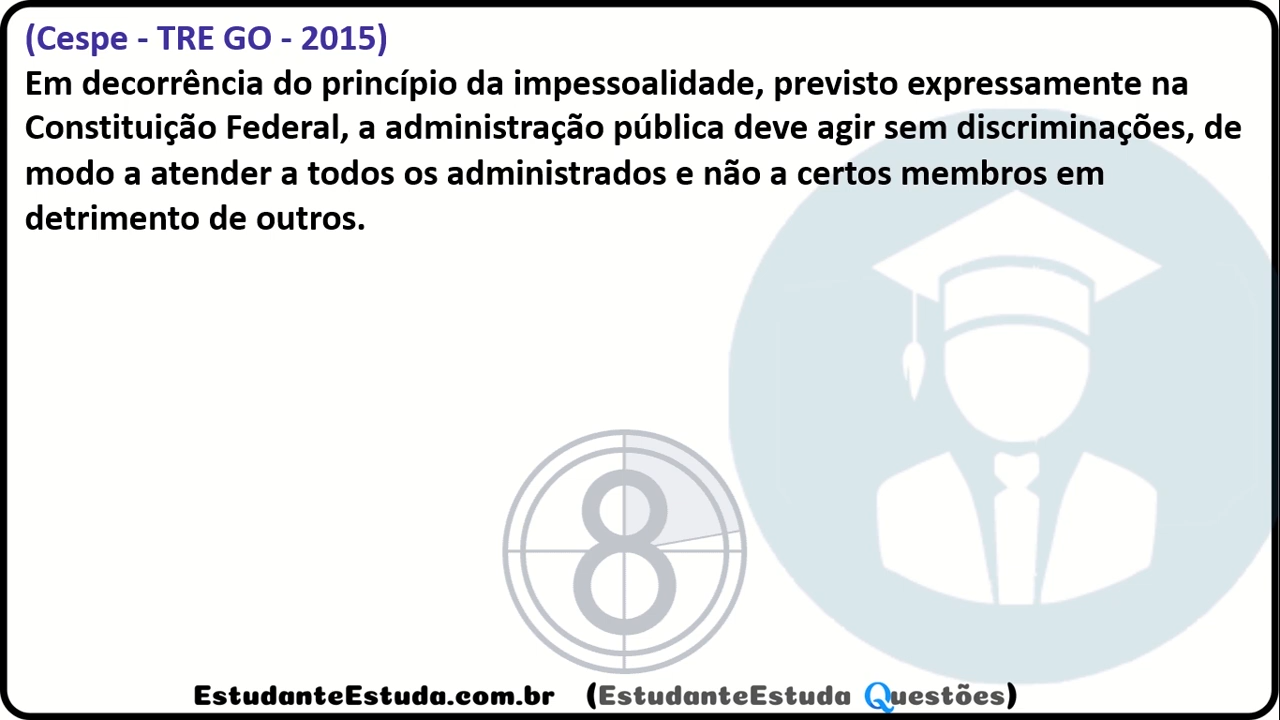 (Cespe - TRE GO - 2015)
Em decorrência do princípio da impessoalidade, previsto expressamente na
Constituição Federal, a administração pública deve agir sem discriminações, de
modo a atender a todos os administrados e não a certos membros em
detrimento de outros.
8
EstudanteEstuda.com.br (EstudanteEstuda Questões)